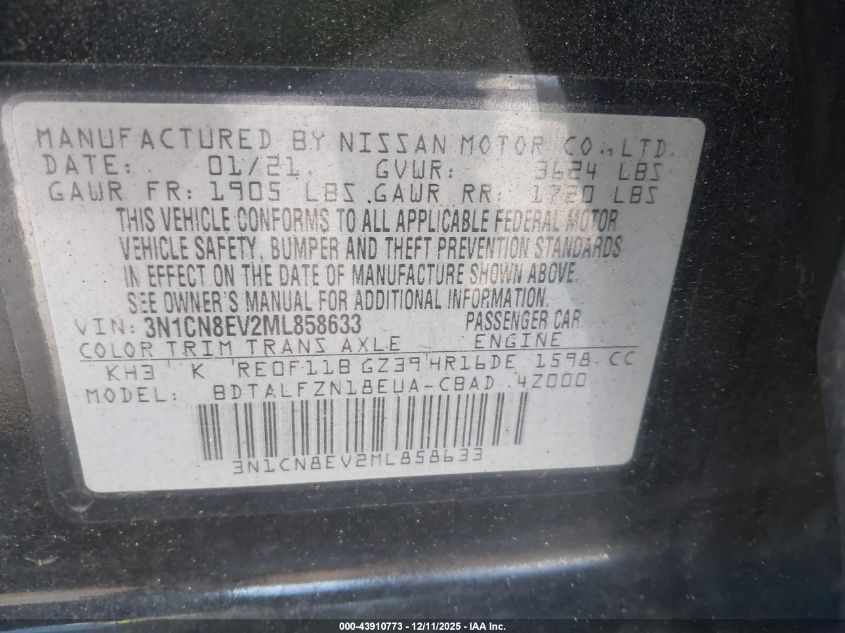 MANUFACTURED BY NISSAN MOTOR CO., LTD.
DATE: 01/21. GVWR: 3624 LBS
GAWR FR: 1905 LBS. GAWR RR: 1720 LBS
THIS VEHICLE CONFORMS TO ALL APPLICABLE FEDERAL MOTOR
VEHICLE SAFETY, BUMPER AND THEFT PREVENTION STANDARDS
IN EFFECT ON THE DATE OF MANUFACTURE SHOWN ABOVE.
SEE OWNER'S MANUAL FOR ADDITIONAL INFORMATION.
VIN: 3N1CN8EV2ML858633 PASSENGER CAR
COLOR TRIM TRANS AXLE ENGINE
KH3 K RE0F11B GZ39 HR16DE 1598 CC
MODEL: BDTALFZN18EUA-CBAD 4Z000
3N1CN8EV2ML858633
000-43910773 - 12/11/2025 - IAA Inc.